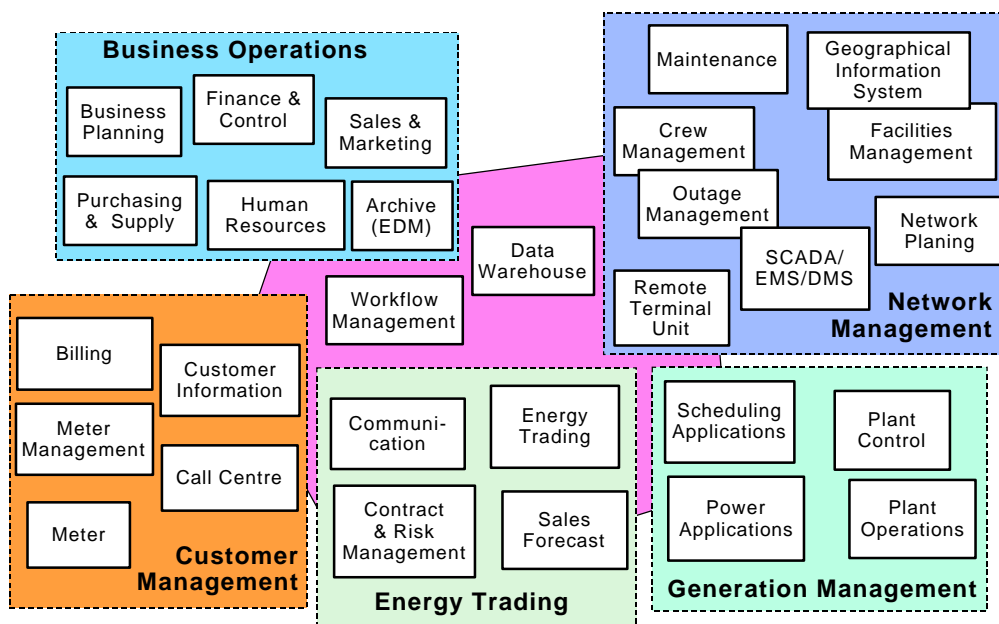 Business Operations
Business
Planning
Finance &
Control
Sales &
Marketing
Purchasing
& Supply
Human
Resources
Archive
(EDM)
Maintenance
Geographical
Information
System
Crew
Management
Facilities
Management
Outage
Management
Network
Planing
SCADA/
EMS/DMS
Remote
Terminal
Unit
Network
Management
Data
Warehouse
Workflow
Management
Billing
Customer
Information
Meter
Management
Call Centre
Meter
Customer
Management
Communi-
cation
Energy
Trading
Contract
& Risk
Management
Sales
Forecast
Energy Trading
Scheduling
Applications
Plant
Control
Power
Applications
Plant
Operations
Generation Management